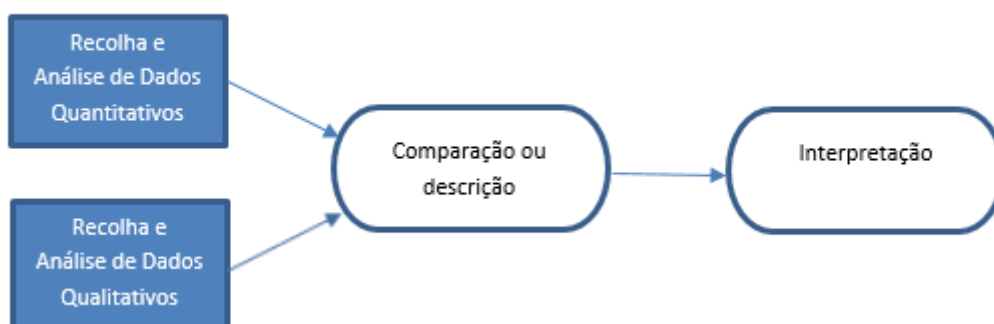 Recolha e
Análise de Dados
Quantitativos
Recolha e
Análise de Dados
Qualitativos
Comparação ou
descrição
Interpretação